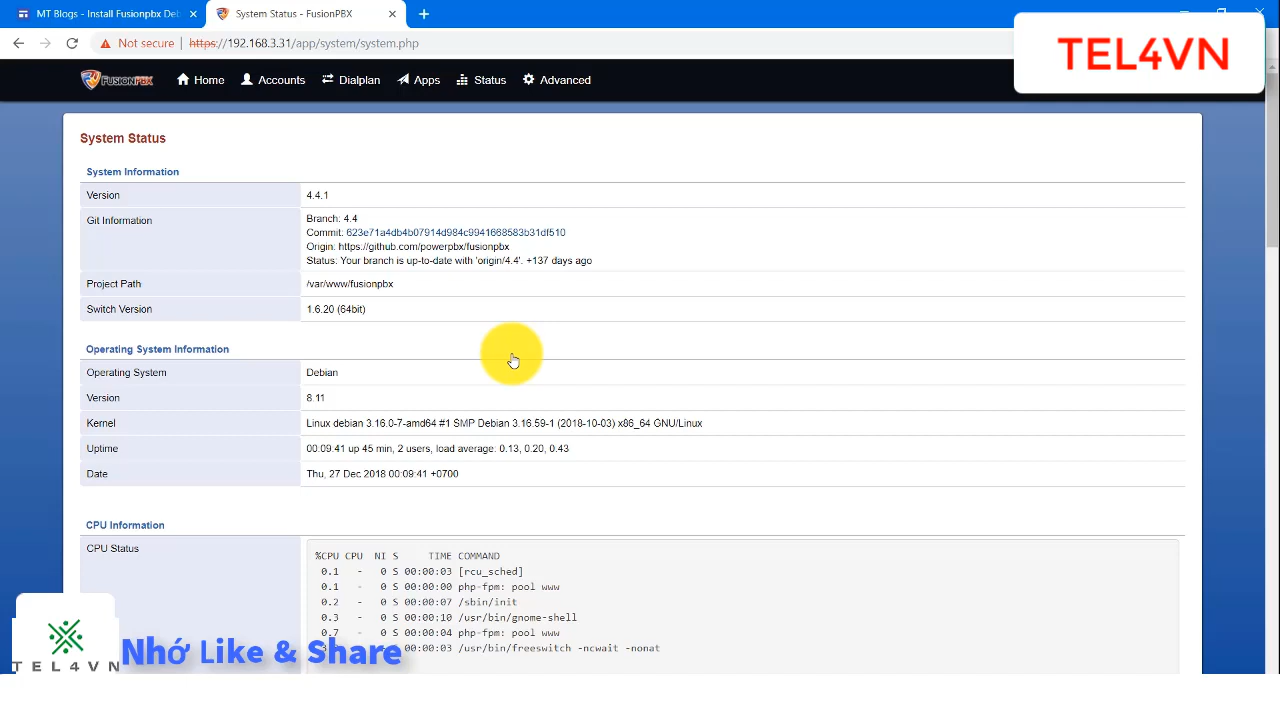 MT Blogs - Install Fusionpbx De
System Status - FusionPBX
Not secure | https://192.168.3.31/app/system/system.php
TEL4VN
FUSIONPBX Home Accounts Dialplan Apps Status Advanced
System Status
System Information
Version 4.4.1
Git Information Branch: 4.4
Commit: 623e71a4db4b07914d984c9941668583b31df510
Origin: https://github.com/powerpbx/fusionpbx
Status: Your branch is up-to-date with 'origin/4.4'. +137 days ago
Project Path /var/www/fusionpbx
Switch Version 1.6.20 (64bit)
Operating System Information
Operating System Debian
Version 8.11
Kernel Linux debian 3.16.0-7-amd64 #1 SMP Debian 3.16.59-1 (2018-10-03) x86_64 GNU/Linux
Uptime 00:09:41 up 45 min, 2 users, load average: 0.13, 0.20, 0.43
Date Thu, 27 Dec 2018 00:09:41 +0700
CPU Information
CPU Status %CPU CPU NI S TIME COMMAND
0.1 - 0 S 00:00:03 [rcu_sched]
0.1 - 0 S 00:00:00 php-fpm: pool www
0.2 - 0 S 00:00:07 /sbin/init
0.3 - 0 S 00:00:10 /usr/bin/gnome-shell
0.7 - 0 S 00:00:04 php-fpm: pool www
- 0 S 00:00:03 /usr/bin/freeswitch -ncwait -nonat
TEL4VN
Nhớ Like & Share